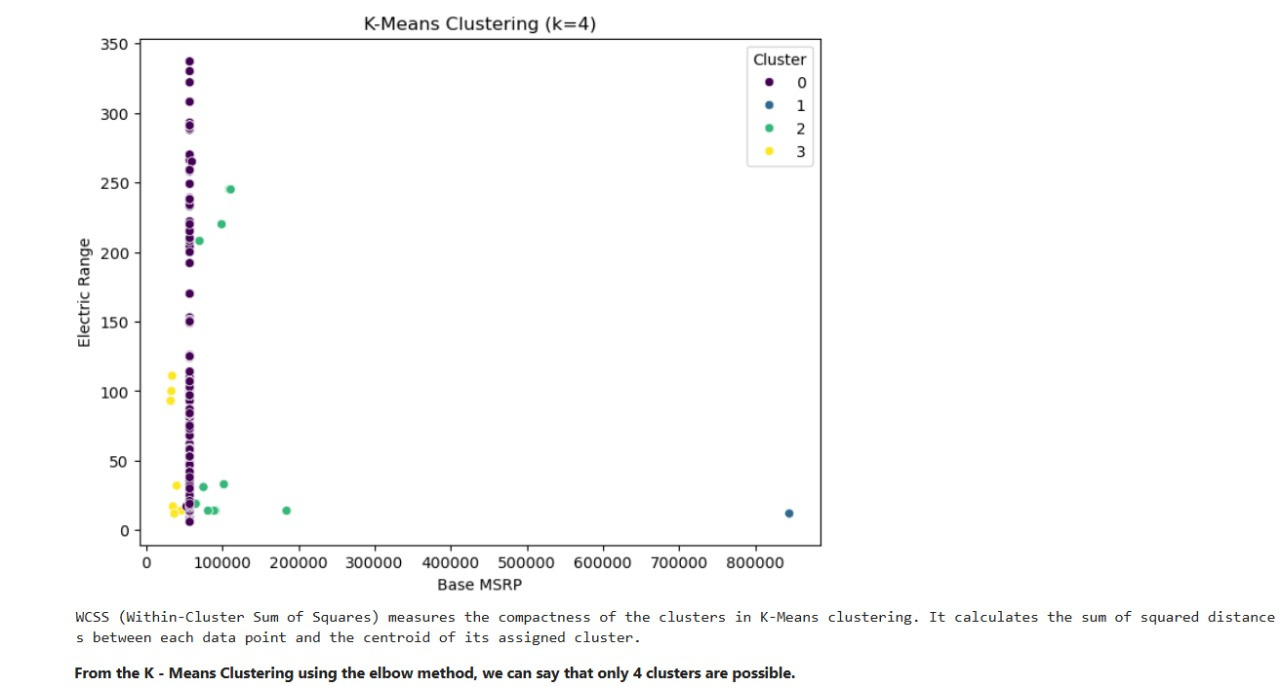 K-Means Clustering (k=4)
350
300
250
200
150
100
50
0
Electric Range
Cluster
0
1
2
3
0 100000 200000 300000 400000 500000 600000 700000 800000
Base MSRP
WCSS (Within-Cluster Sum of Squares) measures the compactness of the clusters in K-Means clustering. It calculates the sum of squared distance
s between each data point and the centroid of its assigned cluster.
From the K - Means Clustering using the elbow method, we can say that only 4 clusters are possible.